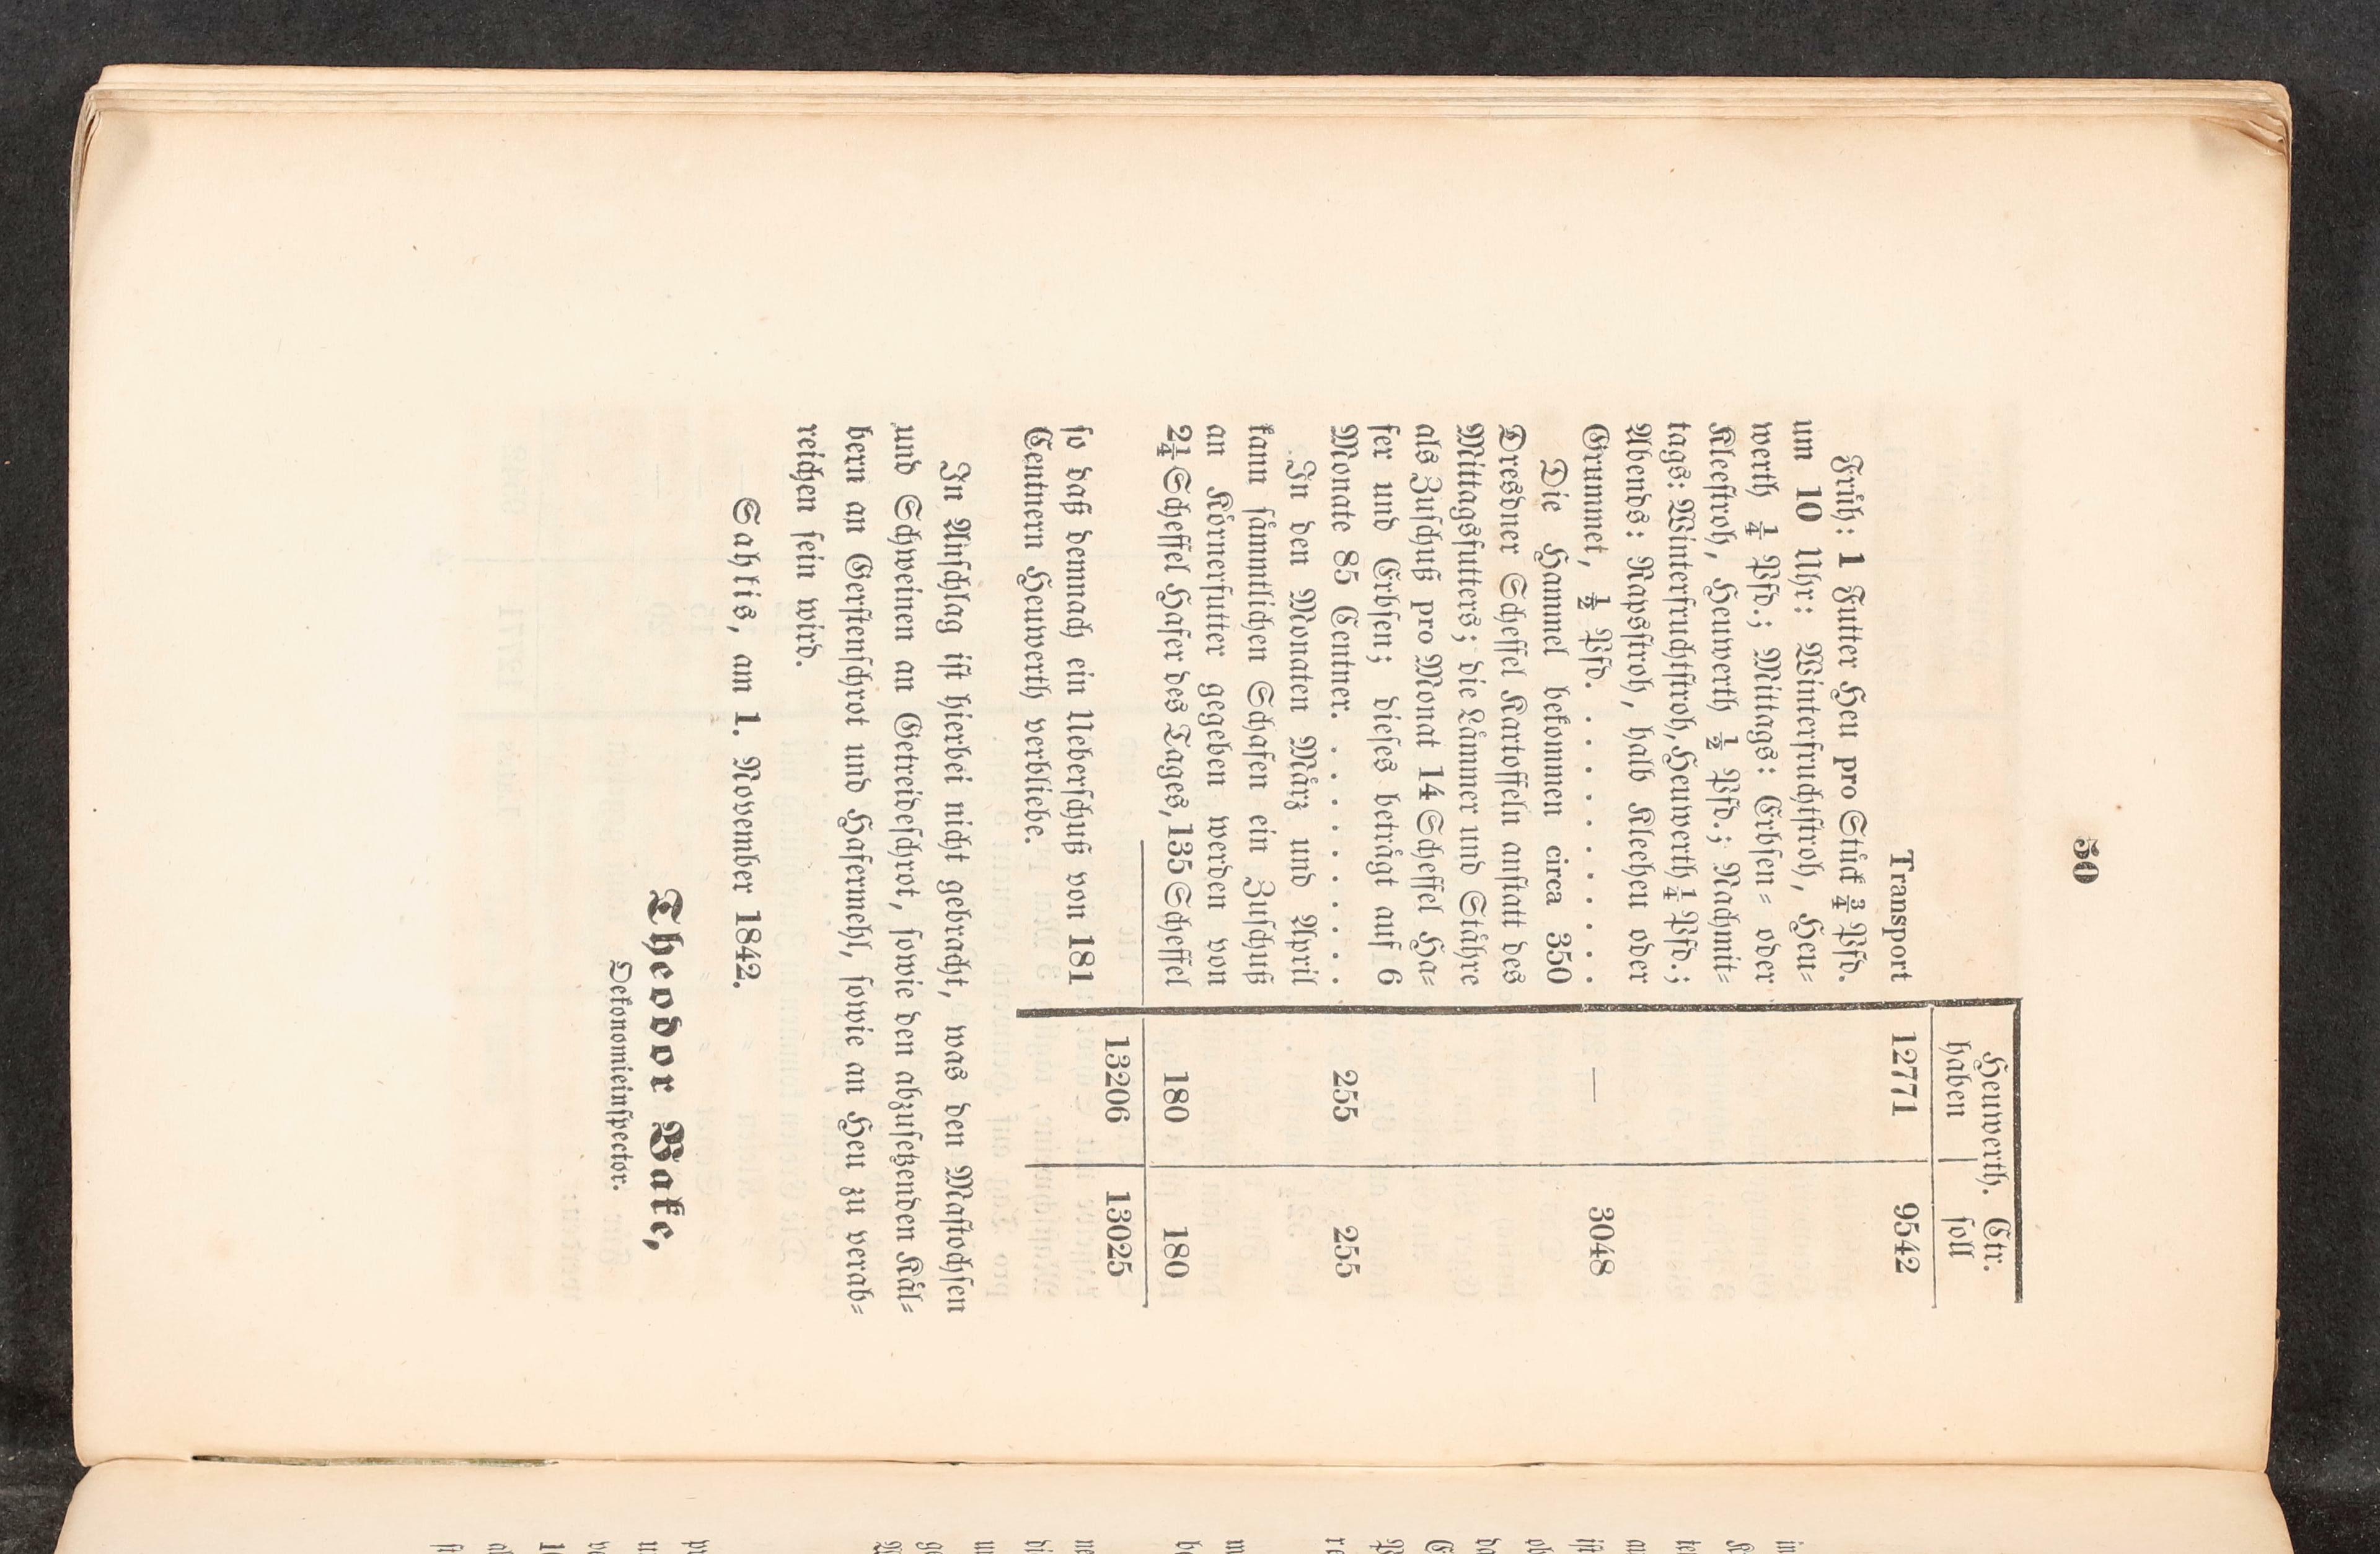 50
Heuwerth. Ctr.
haben | soll
Transport 12771 9542
Früh: 1 Futter Heu pro Stück ¾ Pfd.
um 10 Uhr: Winterfruchtstroh, Heu-
werth ¼ Pfd.; Mittags: Erbsen- oder
Kleestroh, Heuwerth ½ Pfd.; Nachmit-
tags: Winterfruchtstroh, Heuwerth ¼ Pfd.;
Abends: Rapsstroh, halb Kleeheu oder
Grummet, ½ Pfd. . . . . . . . . — 3048
Die Hammel bekommen circa 350
Dresdner Scheffel Kartoffeln anstatt des
Mittagsfutters; die Lämmer und Stähre
als Zuschuß pro Monat 14 Scheffel Ha-
fer und Erbsen; dieses beträgt auf 6
Monate 85 Centner. . . . . . . . 255 255
In den Monaten März und April
kann sämmtlichen Schafen ein Zuschuß
an Körnerfutter gegeben werden von
2¼ Scheffel Hafer des Tages, 135 Scheffel 180 180
13206 13025
so daß demnach ein Ueberschuß von 181
Centnern Heuwerth verbliebe.
In Anschlag ist hierbei nicht gebracht, was den Mastochsen
und Schweinen an Getreideschrot, sowie den abzusetzenden Käl-
bern an Gerstenschrot und Hafermehl, sowie an Heu zu verab-
reichen sein wird.
Sahlis, am 1. November 1842.
Theodor Bake,
Oekonomieinspector.